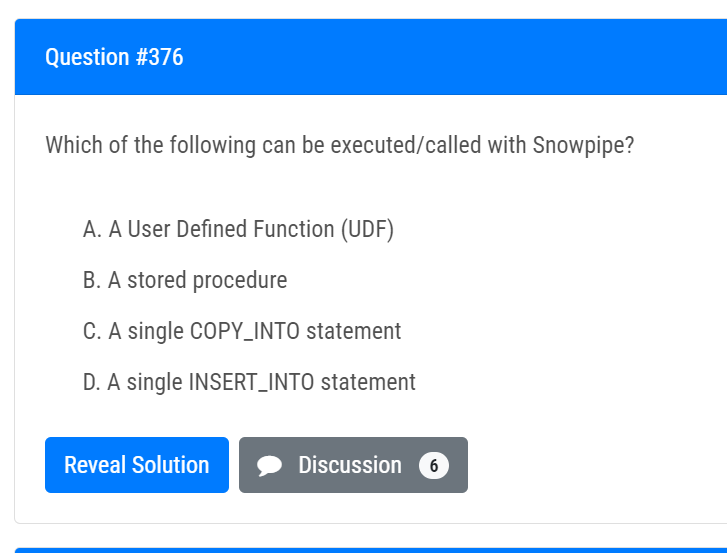 Question #376
Which of the following can be executed/called with Snowpipe?
A. A User Defined Function (UDF)
B. A stored procedure
C. A single COPY_INTO statement
D. A single INSERT_INTO statement
Reveal Solution
Discussion 6